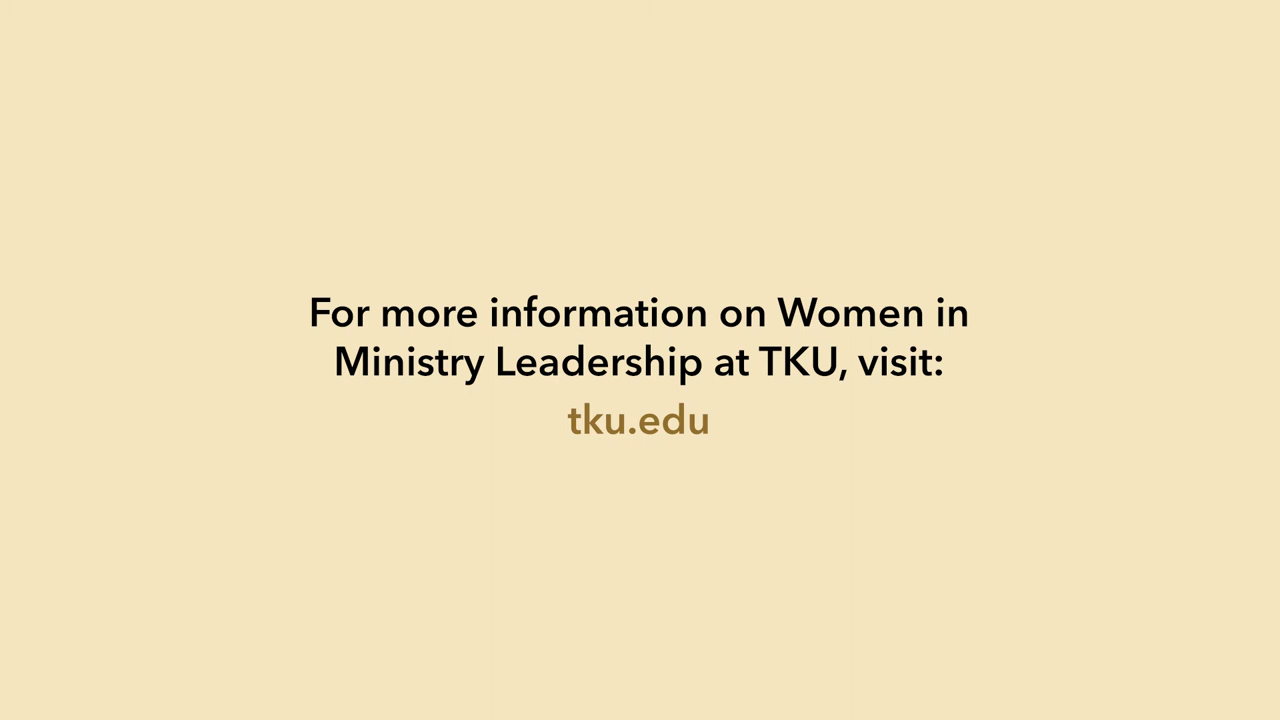 For more information on Women in
Ministry Leadership at TKU, visit:
tku.edu